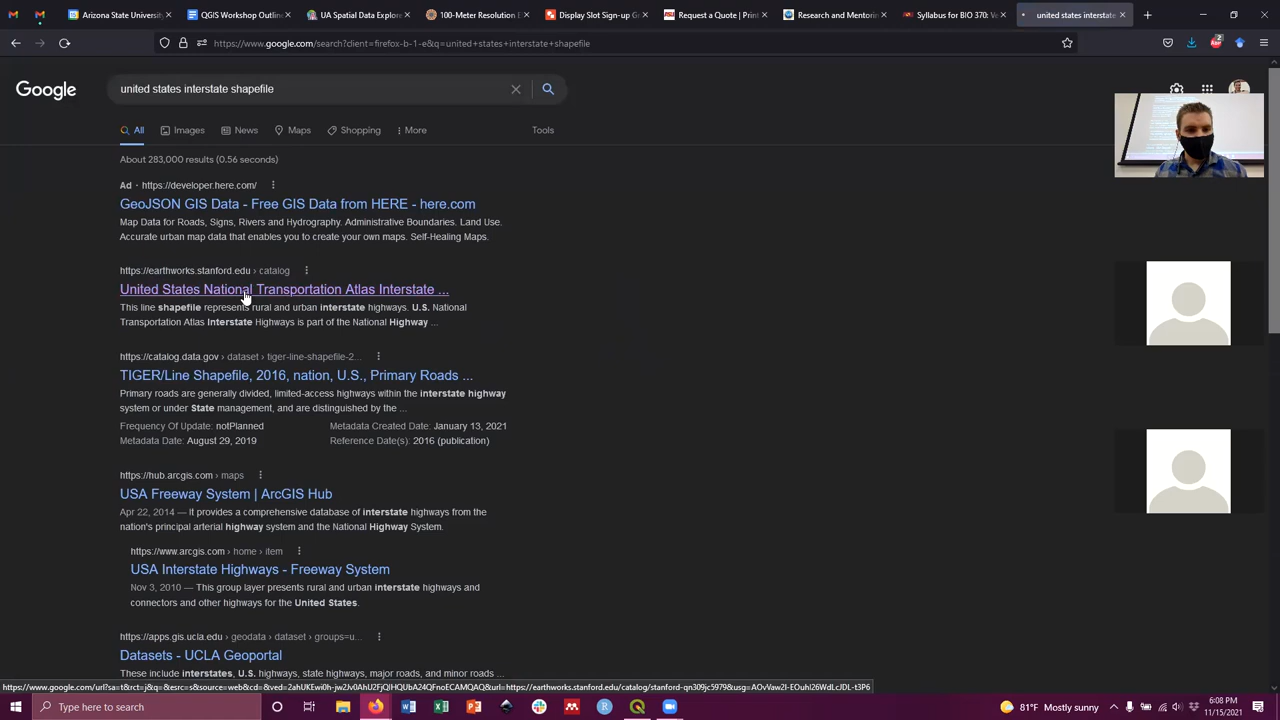 Arizona State Universit
QGIS Workshop Outline
UA Spatial Data Explore
100-Meter Resolution E
Display Slot Sign-up G
Request a Quote | Print
Research and Mentorin
Syllabus for BIO 370: V
united states interstate
https://www.google.com/search?client=firefox-b-1-e&q=united+states+interstate+shapefile
Google
united states interstate shapefile
All
Images
News
Maps
Shopping
More
Tools
About 283,000 results (0.56 seconds)
Ad · https://developer.here.com/
GeoJSON GIS Data - Free GIS Data from HERE - here.com
Map Data for Roads, Signs, Rivers and Hydrography. Administrative Boundaries. Land Use.
Accurate urban map data that enables you to create your own maps. Self-Healing Maps.
https://earthworks.stanford.edu › catalog
United States National Transportation Atlas Interstate ...
This line shapefile represents rural and urban interstate highways. U.S. National
Transportation Atlas Interstate Highways is part of the National Highway ...
https://catalog.data.gov › dataset › tiger-line-shapefile-2...
TIGER/Line Shapefile, 2016, nation, U.S., Primary Roads ...
Primary roads are generally divided, limited-access highways within the interstate highway
system or under State management, and are distinguished by the ...
Frequency Of Update: notPlanned
Metadata Created Date: January 13, 2021
Metadata Date: August 29, 2019
Reference Date(s): 2016 (publication)
https://hub.arcgis.com › maps
USA Freeway System | ArcGIS Hub
Apr 22, 2014 — It provides a comprehensive database of interstate highways from the
nation's principal arterial highway system and the National Highway System.
https://www.arcgis.com › home › item
USA Interstate Highways - Freeway System
Nov 3, 2010 — This group layer presents rural and urban interstate highways and
connectors and other highways for the United States.
https://apps.gis.ucla.edu › geodata › dataset › groups=u...
Datasets - UCLA Geoportal
These include interstates, U.S. highways, state highways, major roads, and minor roads ...
Type here to search
81°F Mostly sunny
6:08 PM
11/15/2021